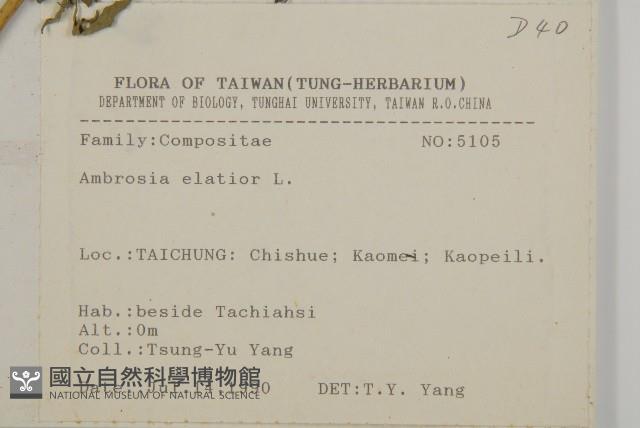 D40
FLORA OF TAIWAN(TUNG-HERBARIUM)
DEPARTMENT OF BIOLOGY, TUNGHAI UNIVERSITY, TAIWAN R.O.CHINA
Family:Compositae NO:5105
Ambrosia elatior L.
Loc.:TAICHUNG: Chishue; Kaomei; Kaopeili.
Hab.:beside Tachiahsi
Alt.:0m
Coll.:Tsung-Yu Yang
DET:T.Y. Yang
國立自然科學博物館
NATIONAL MUSEUM OF NATURAL SCIENCE